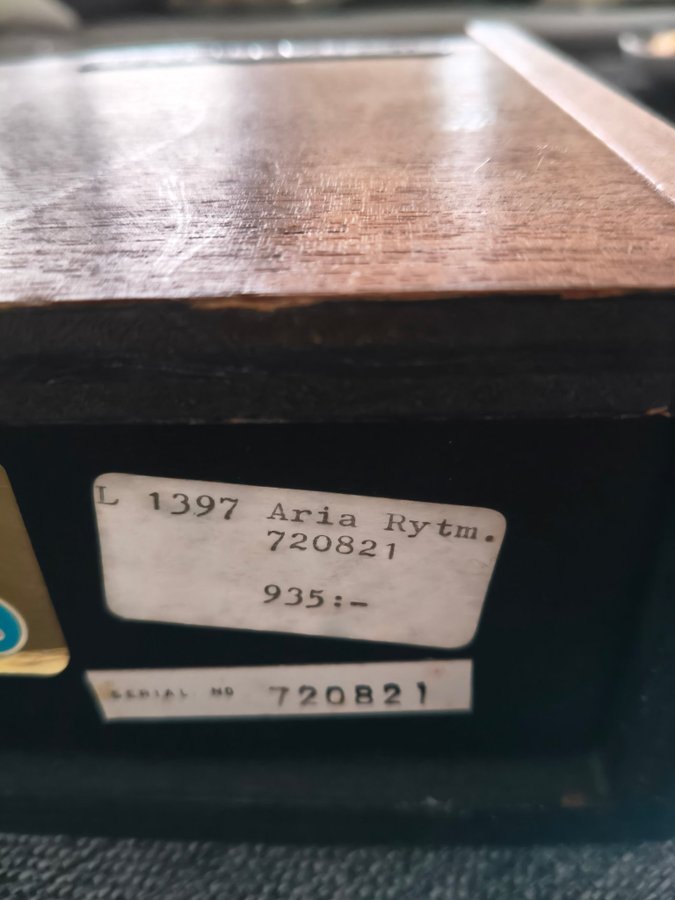 L 1397 Aria Rytm.
720821
935:-
SERIAL NO 720821